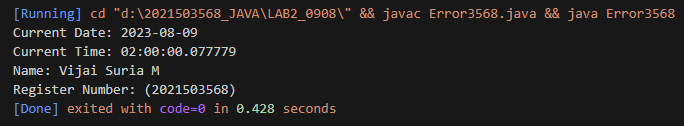 [Running] cd "d:\2021503568_JAVA\LAB2_0908\" && javac Error3568.java && java Error3568
Current Date: 2023-08-09
Current Time: 02:00:00.077779
Name: Vijai Suria M
Register Number: (2021503568)
[Done] exited with code=0 in 0.428 seconds